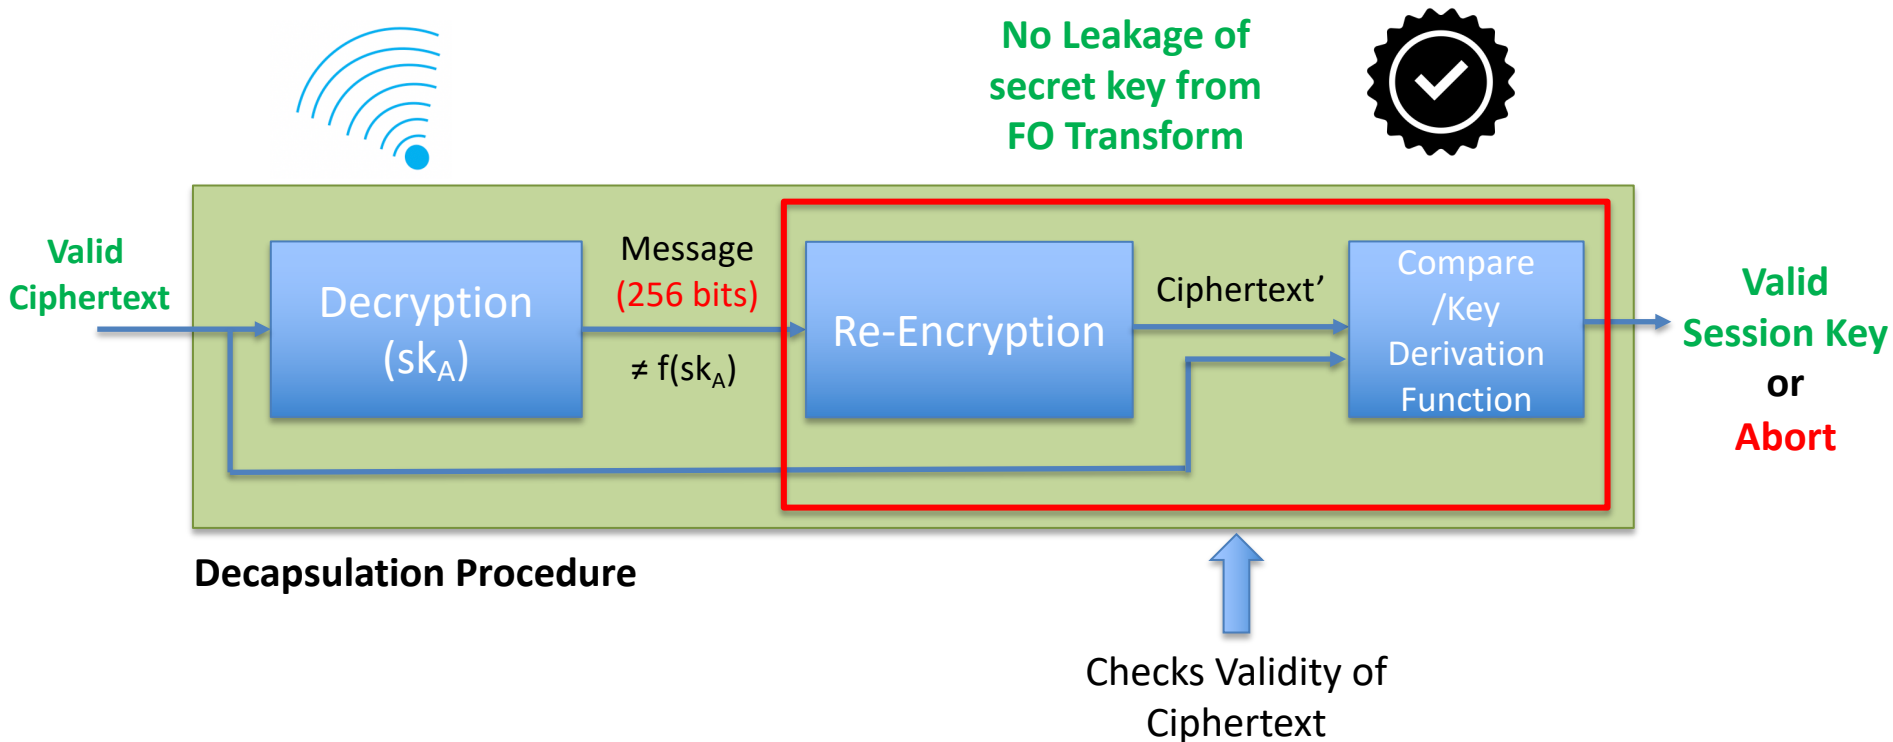 No Leakage of
secret key from
FO Transform
Valid
Ciphertext
Decryption
(skA)
Message
(256 bits)
≠ f(skA)
Re-Encryption
Ciphertext’
Compare
/Key
Derivation
Function
Valid
Session Key
or
Abort
Decapsulation Procedure
Checks Validity of
Ciphertext